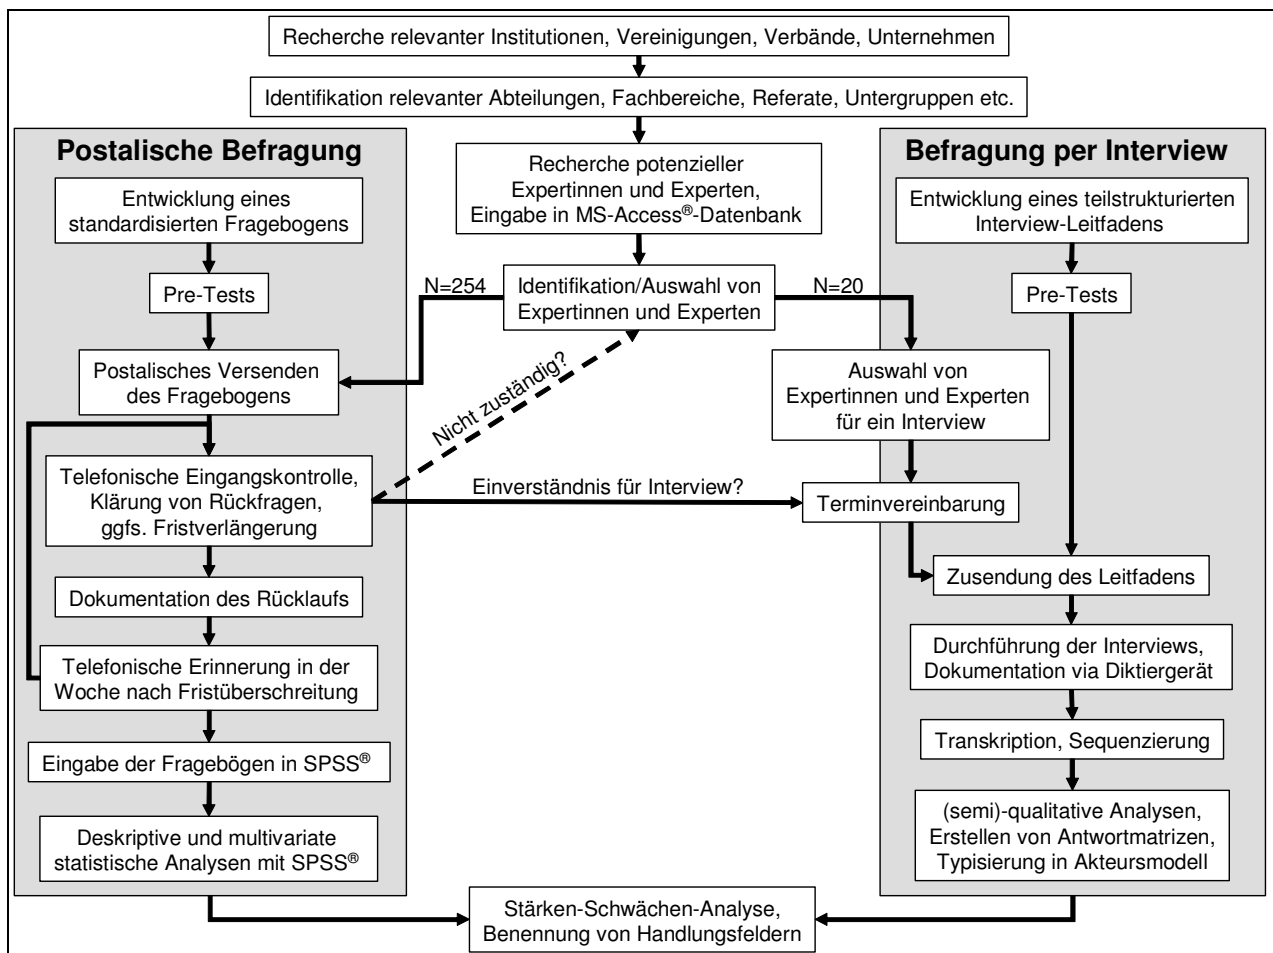 Recherche relevanter Institutionen, Vereinigungen, Verbände, Unternehmen
Identifikation relevanter Abteilungen, Fachbereiche, Referate, Untergruppen etc.
Postalische Befragung
Entwicklung eines
standardisierten Fragebogens
Pre-Tests
Postalisches Versenden
des Fragebogens
Telefonische Eingangskontrolle,
Klärung von Rückfragen,
ggfs. Fristverlängerung
Dokumentation des Rücklaufs
Telefonische Erinnerung in der
Woche nach Fristüberschreitung
Eingabe der Fragebögen in SPSS®
Deskriptive und multivariate
statistische Analysen mit SPSS®
Recherche potenzieller
Expertinnen und Experten,
Eingabe in MS-Access®-Datenbank
N=254
Identifikation/Auswahl von
Expertinnen und Experten
N=20
Nicht zuständig?
Einverständnis für Interview?
Befragung per Interview
Entwicklung eines teilstrukturierten
Interview-Leitfadens
Pre-Tests
Auswahl von
Expertinnen und Experten
für ein Interview
Terminvereinbarung
Zusendung des Leitfadens
Durchführung der Interviews,
Dokumentation via Diktiergerät
Transkription, Sequenzierung
(semi)-qualitative Analysen,
Erstellen von Antwortmatrizen,
Typisierung in Akteursmodell
Stärken-Schwächen-Analyse,
Benennung von Handlungsfeldern